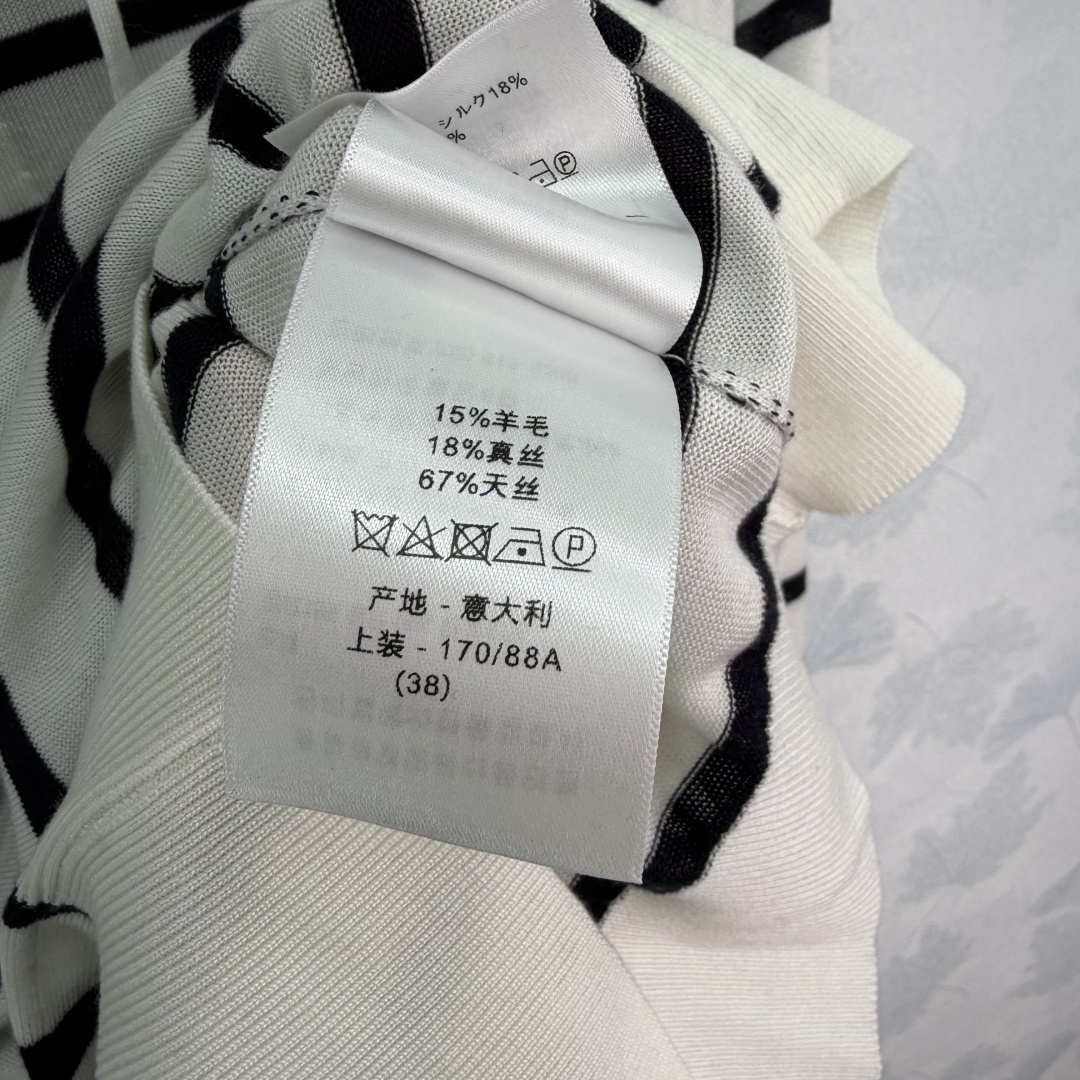 シルク18%
%
P
15%羊毛
18%真丝
67%天丝
P
产地 - 意大利
上装 - 170/88A
(38)